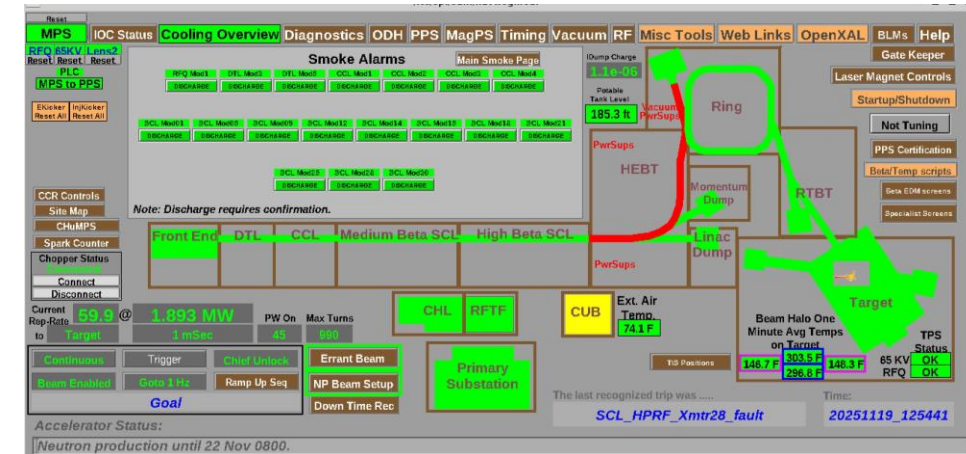 Reset
MPS IOC Status Cooling Overview Diagnostics ODH PPS MagPS Timing Vacuum RF Misc Tools Web Links OpenXAL BLMs Help
RFQ 65KV Lens2
Reset Reset Reset
PLC
MPS to PPS
EKicker InjKicker
Reset All Reset All
Smoke Alarms
Main Smoke Page
RFQ Mod1 DTL Mod3 DTL Mod5 CCL Mod1 CCL Mod2 CCL Mod3 CCL Mod4
DISCHARGE DISCHARGE DISCHARGE DISCHARGE DISCHARGE DISCHARGE DISCHARGE
SCL Mod01 SCL Mod09 SCL Mod12 SCL Mod14 SCL Mod15 SCL Mod18 SCL Mod21
DISCHARGE DISCHARGE DISCHARGE DISCHARGE DISCHARGE DISCHARGE DISCHARGE DISCHARGE
DISCHARGE DISCHARGE DISCHARGE
Note: Discharge requires confirmation.
IDump Charge
1.1e-06
Potable
Tank Level
185.3 ft
Vacuum
PwrSups
PwrSups
Ring
HEBT
Momentum
Dump
RTBT
Gate Keeper
Laser Magnet Controls
Startup/Shutdown
Not Tuning
PPS Certification
Beta/Temp scripts
Beta EDM screens
Specialist Screens
CCR Controls
Site Map
CHuMPS
Spark Counter
Chopper Status
Connect
Disconnect
Front End DTL CCL Medium Beta SCL High Beta SCL
Linac
Dump
PwrSups
Target
Current
Rep-Rate
59.9 @ 1.893 MW
PW On Max Turns
to Target 1 mSec 45 990
CHL RFTF CUB
Ext. Air
Temp.
74.1 F
Beam Halo One
Minute Avg Temps
on Target
146.7 F 303.5 F 148.3 F
296.8 F
TPS
Status
65 KV OK
RFQ OK
Continuous Trigger Chief Unlock
Beam Enabled Goto 1 Hz Ramp Up Seq
Goal
Errant Beam
NP Beam Setup
Down Time Rec
Primary
Substation
TiS Positions
The last recognized trip was .....
SCL_HPRF_Xmtr28_fault
Time:
20251119_125441
Accelerator Status:
Neutron production until 22 Nov 0800.